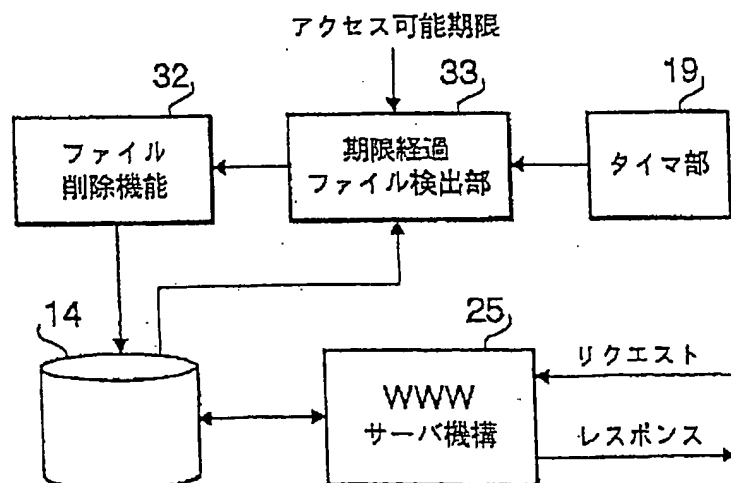 アクセス可能期限
32
33
19
ファイル
削除機能
期限経過
ファイル検出部
タイマ部
14
25
WWW
サーバ機構
リクエスト
レスポンス